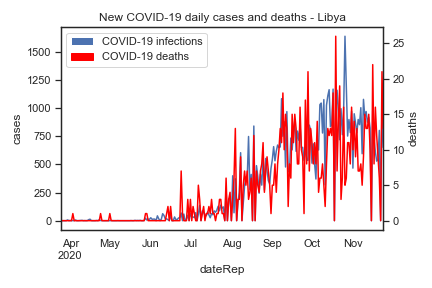 New COVID-19 daily cases and deaths - Libya
COVID-19 infections
COVID-19 deaths
1500
1250
1000
750
500
250
0
cases
25
20
15
10
5
0
deaths
Apr
2020
May
Jun
Jul
Aug
Sep
Oct
Nov
dateRep